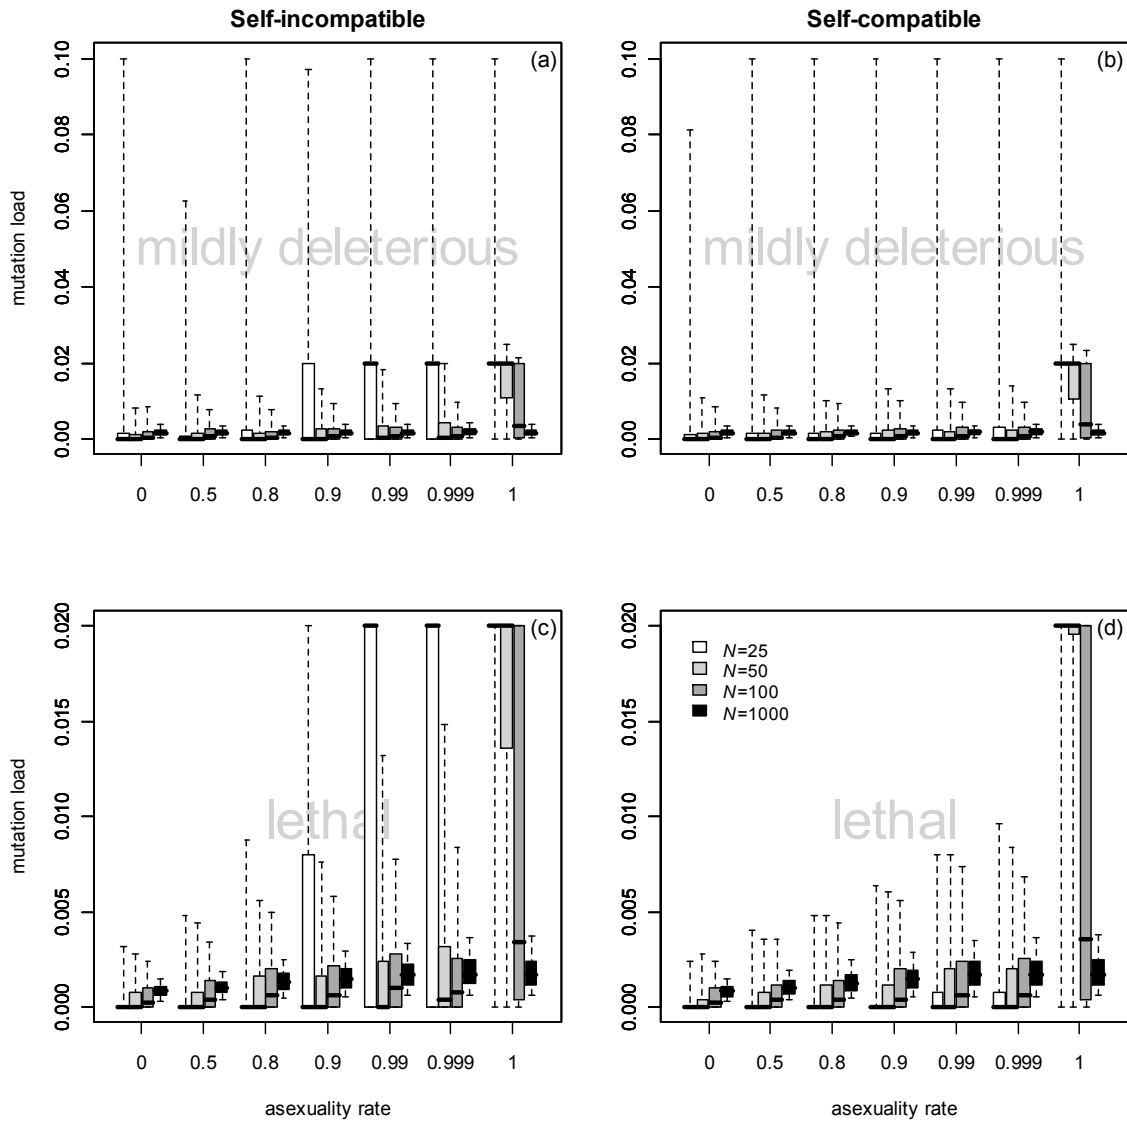 Self-incompatible
Self-compatible
(a)
(b)
mutation load
0.10
0.08
0.06
0.04
0.02
0.00
mildly deleterious
0 0.5 0.8 0.9 0.99 0.999 1
0.10
0.08
0.06
0.04
0.02
0.00
mildly deleterious
0 0.5 0.8 0.9 0.99 0.999 1
(c)
(d)
mutation load
0.020
0.015
0.010
0.005
0.000
lethal
0 0.5 0.8 0.9 0.99 0.999 1
asexuality rate
0.020
0.015
0.010
0.005
0.000
N=25
N=50
N=100
N=1000
lethal
0 0.5 0.8 0.9 0.99 0.999 1
asexuality rate